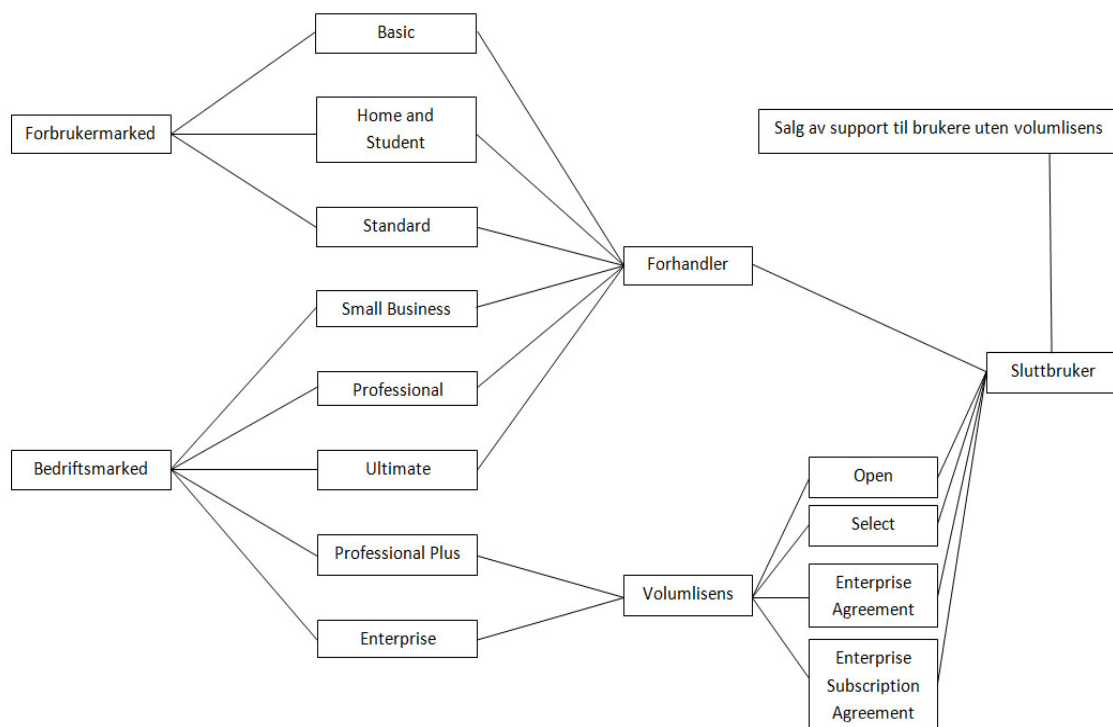 Basic
Forbrukermarked
Home and
Student
Salg av support til brukere uten volumlisens
Standard
Forhandler
Small Business
Sluttbruker
Professional
Bedriftsmarked
Ultimate
Open
Select
Professional Plus
Volumlisens
Enterprise
Agreement
Enterprise
Enterprise
Subscription
Agreement